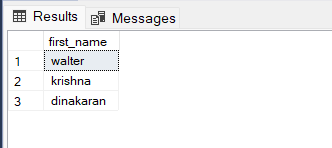 Results Messages
first_name
1 walter
2 krishna
3 dinakaran